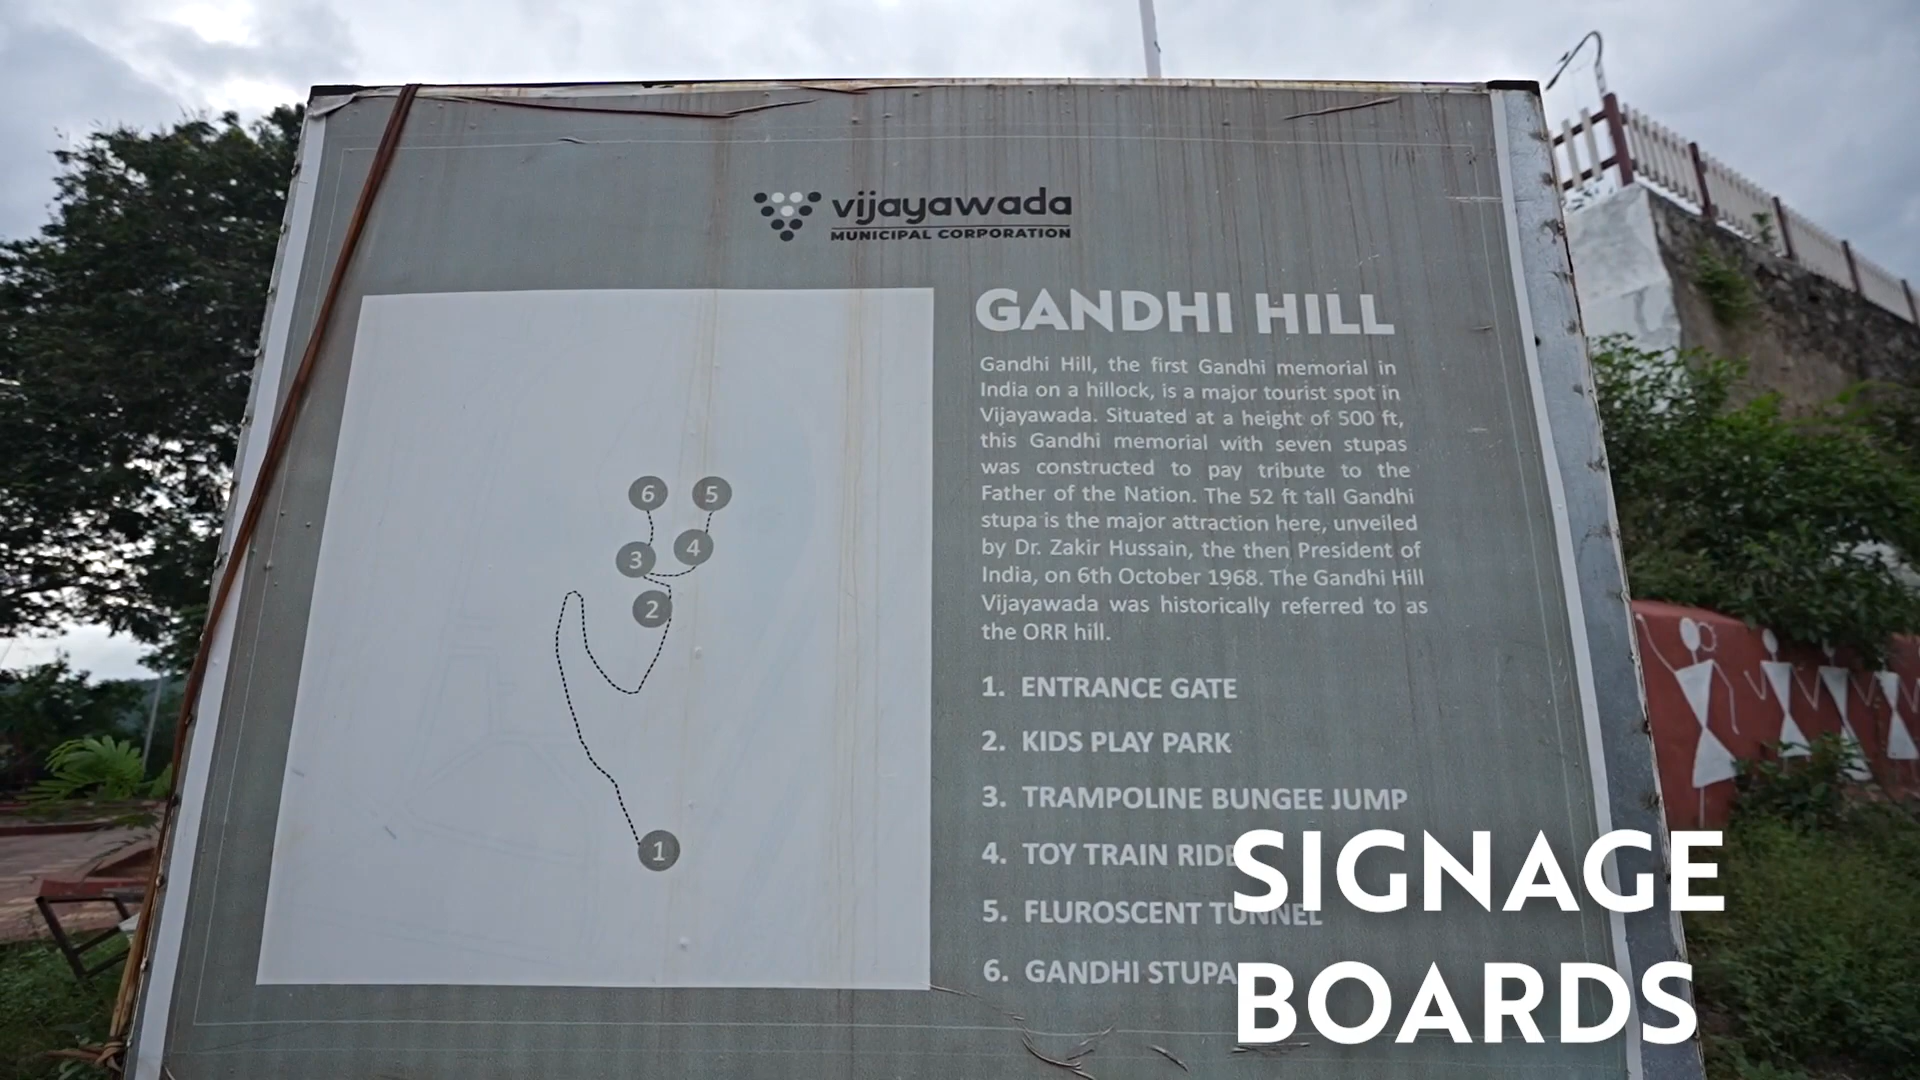 vijayawada
MUNICIPAL CORPORATION
GANDHI HILL
Gandhi Hill, the first Gandhi memorial in
India on a hillock, is a major tourist spot in
Vijayawada. Situated at a height of 500 ft,
this Gandhi memorial with seven stupas
was constructed to pay tribute to the
Father of the Nation. The 52 ft tall Gandhi
stupa is the major attraction here, unveiled
by Dr. Zakir Hussain, the then President of
India, on 6th October 1968. The Gandhi Hill
Vijayawada was historically referred to as
the ORR hill.
6 5
3 4
2
1
1. ENTRANCE GATE
2. KIDS PLAY PARK
3. TRAMPOLINE BUNGEE JUMP
4. TOY TRAIN RIDE
5. FLUROSCENT TUNNEL
6. GANDHI STUPA
SIGNAGE
BOARDS